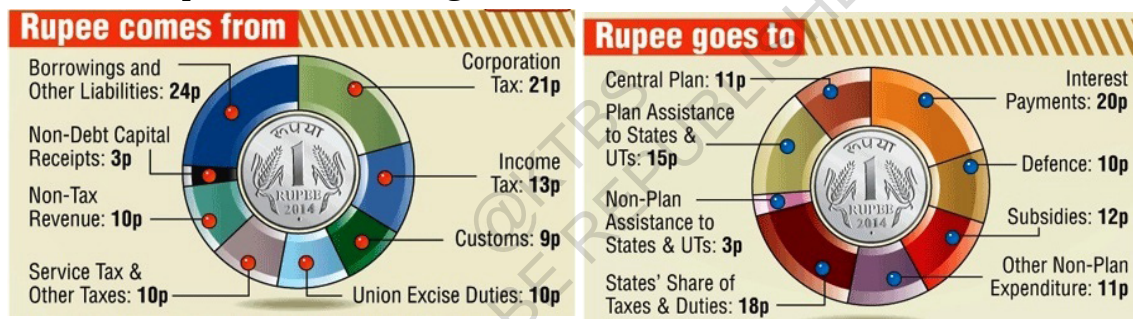 Rupee comes from
Borrowings and
Other Liabilities: 24p
Non-Debt Capital
Receipts: 3p
Non-Tax
Revenue: 10p
Service Tax &
Other Taxes: 10p
Corporation
Tax: 21p
Income
Tax: 13p
Customs: 9p
Union Excise Duties: 10p
रुपया
1
RUPEE
2014
Rupee goes to
Central Plan: 11p
Plan Assistance
to States &
UTs: 15p
Non-Plan
Assistance to
States & UTs: 3p
States' Share of
Taxes & Duties: 18p
Interest
Payments: 20p
Defence: 10p
Subsidies: 12p
Other Non-Plan
Expenditure: 11p
रुपया
1
RUPEE
2014
@KTBS
BE REPUBLISHE